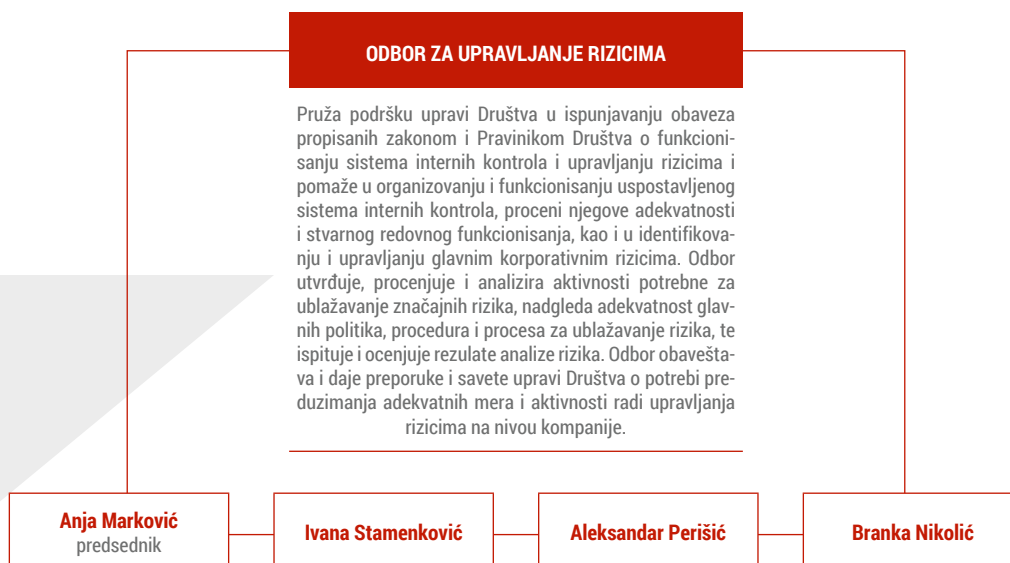 ODBOR ZA UPRAVLJANJE RIZICIMA
Pruža podršku upravi Društva u ispunjavanju obaveza
propisanih zakonom i Pravinikom Društva o funkcioni-
sanju sistema internih kontrola i upravljanju rizicima i
pomaže u organizovanju i funkcionisanju uspostavljenog
sistema internih kontrola, proceni njegove adekvatnosti
i stvarnog redovnog funkcionisanja, kao i u identifikova-
nju i upravljanju glavnim korporativnim rizicima. Odbor
utvrđuje, procenjuje i analizira aktivnosti potrebne za
ublažavanje značajnih rizika, nadgleda adekvatnost glav-
nih politika, procedura i procesa za ublažavanje rizika, te
ispituje i ocenjuje rezulate analize rizika. Odbor obavešta-
va i daje preporuke i savete upravi Društva o potrebi pre-
duzimanja adekvatnih mera i aktivnosti radi upravljanja
rizicima na nivou kompanije.
Anja Marković
predsednik
Ivana Stamenković
Aleksandar Perišić
Branka Nikolić